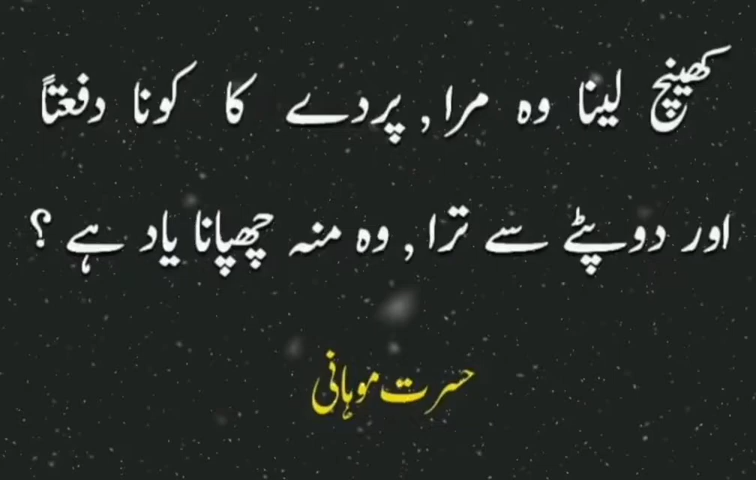 کھینچ لینا وہ مرا , پردے کا کونا دفعتاً
اور دوپٹے سے ترا , وہ منہ چھپانا یاد ہے ؟
حسرت موہانی